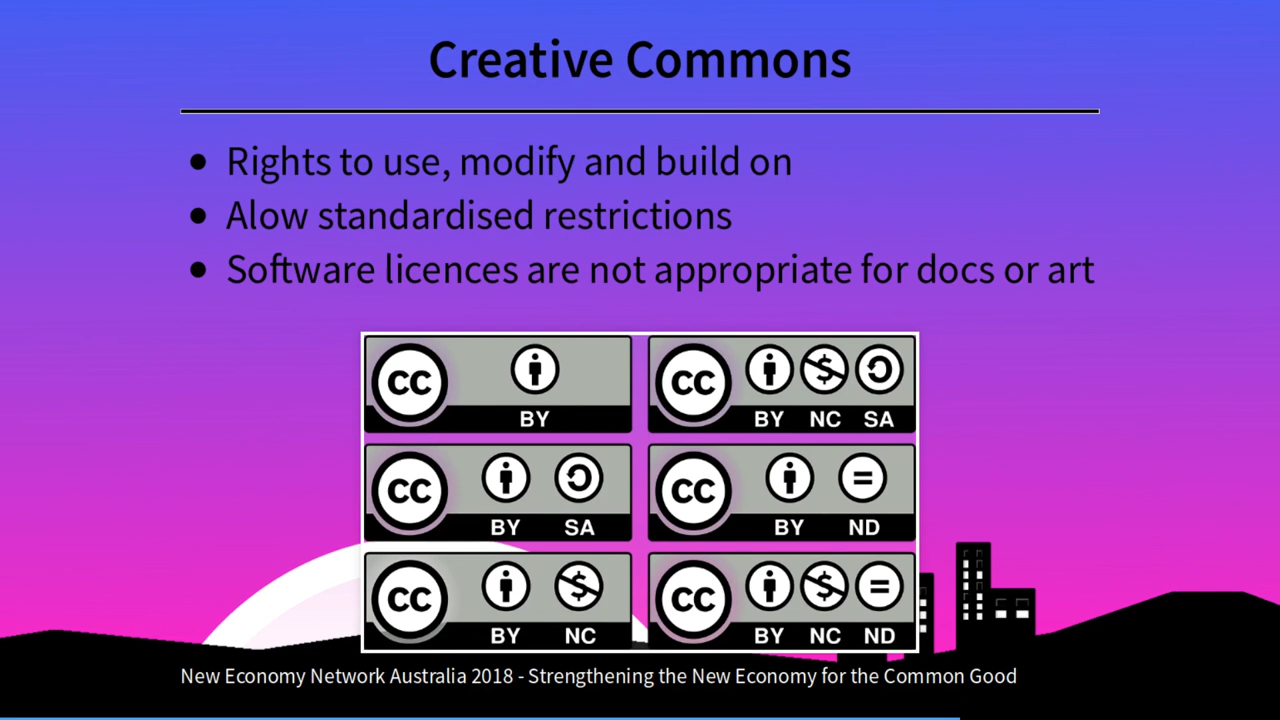 Creative Commons
Rights to use, modify and build on
Alow standardised restrictions
Software licences are not appropriate for docs or art
CC BY
CC BY NC SA
CC BY SA
CC BY ND
CC BY NC
CC BY NC ND
New Economy Network Australia 2018 - Strengthening the New Economy for the Common Good